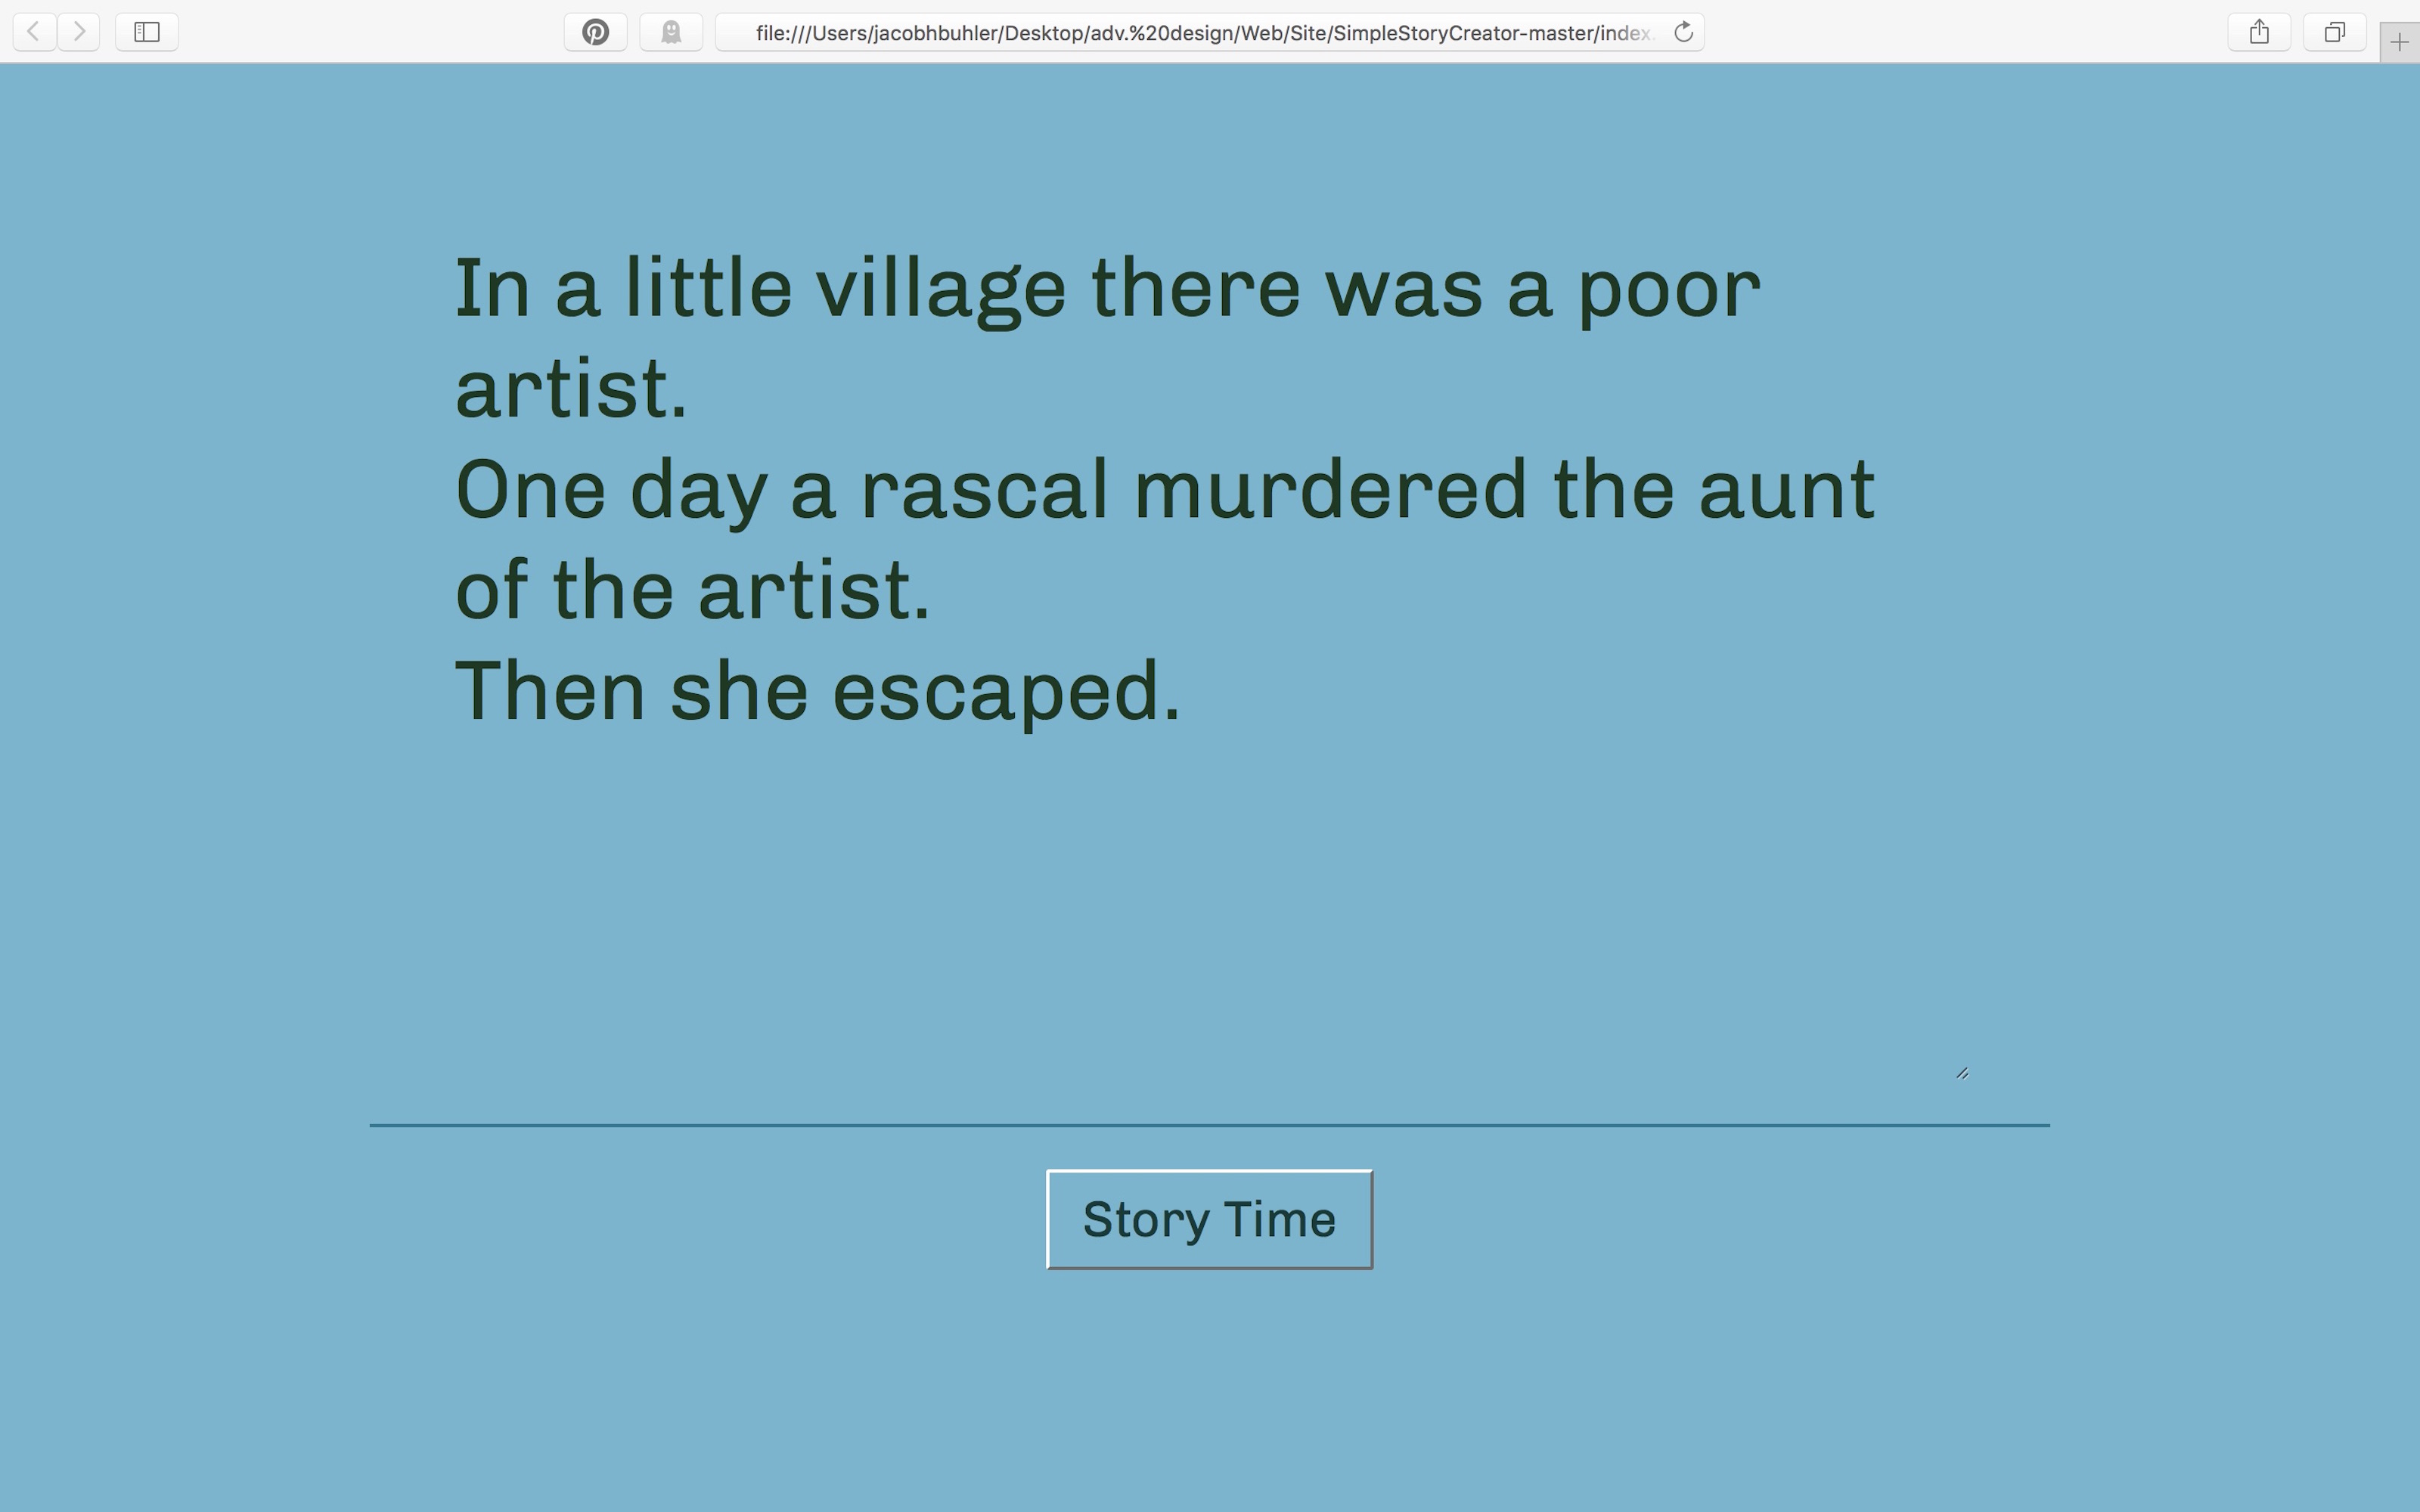 file:///Users/jacobhbuhler/Desktop/adv.%20design/Web/Site/SimpleStoryCreator-master/index.
In a little village there was a poor
artist.
One day a rascal murdered the aunt
of the artist.
Then she escaped.
Story Time